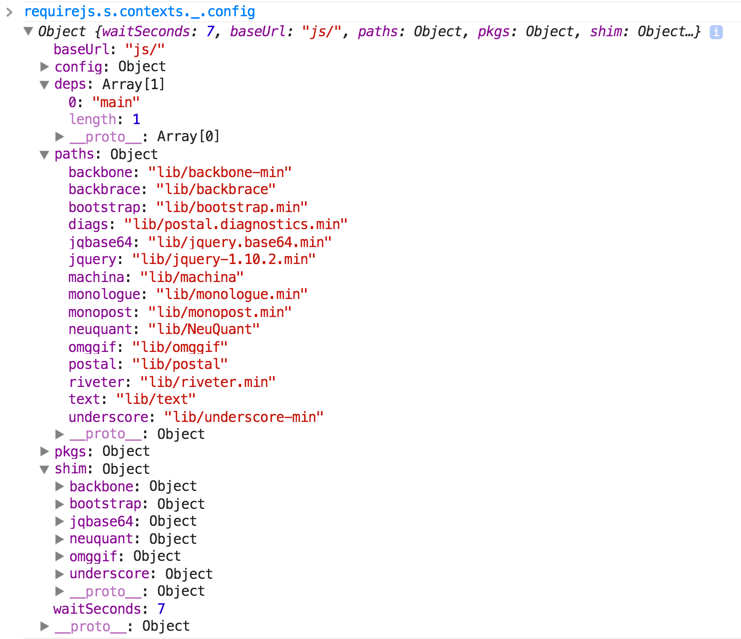 > requirejs.s.contexts._.config
▼ Object {waitSeconds: 7, baseUrl: "js/", paths: Object, pkgs: Object, shim: Object…} i
baseUrl: "js/"
▶ config: Object
▼ deps: Array[1]
0: "main"
length: 1
▶ __proto__: Array[0]
▼ paths: Object
backbone: "lib/backbone-min"
backbrace: "lib/backbrace"
bootstrap: "lib/bootstrap.min"
diags: "lib/postal.diagnostics.min"
jqbase64: "lib/jquery.base64.min"
jquery: "lib/jquery-1.10.2.min"
machina: "lib/machina"
monologue: "lib/monologue.min"
monopost: "lib/monopost.min"
neuquant: "lib/NeuQuant"
omggif: "lib/omggif"
postal: "lib/postal"
riveter: "lib/riveter.min"
text: "lib/text"
underscore: "lib/underscore-min"
▶ __proto__: Object
▶ pkgs: Object
▼ shim: Object
▶ backbone: Object
▶ bootstrap: Object
▶ jqbase64: Object
▶ neuquant: Object
▶ omggif: Object
▶ underscore: Object
▶ __proto__: Object
waitSeconds: 7
▶ __proto__: Object